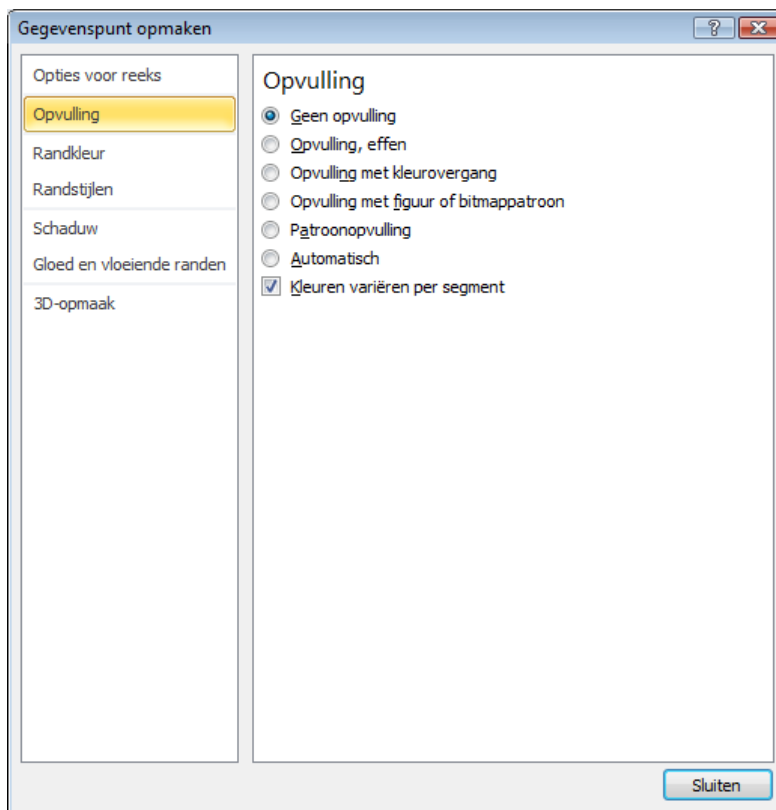 Gegevenspunt opmaken
Opties voor reeks
Opvulling
Randkleur
Randstijlen
Schaduw
Gloed en vloeiende randen
3D-opmaak
Opvulling
Geen opvulling
Opvulling, effen
Opvulling met kleurovergang
Opvulling met figuur of bitmappatroon
Patroonopvulling
Automatisch
Kleuren variëren per segment
Sluiten